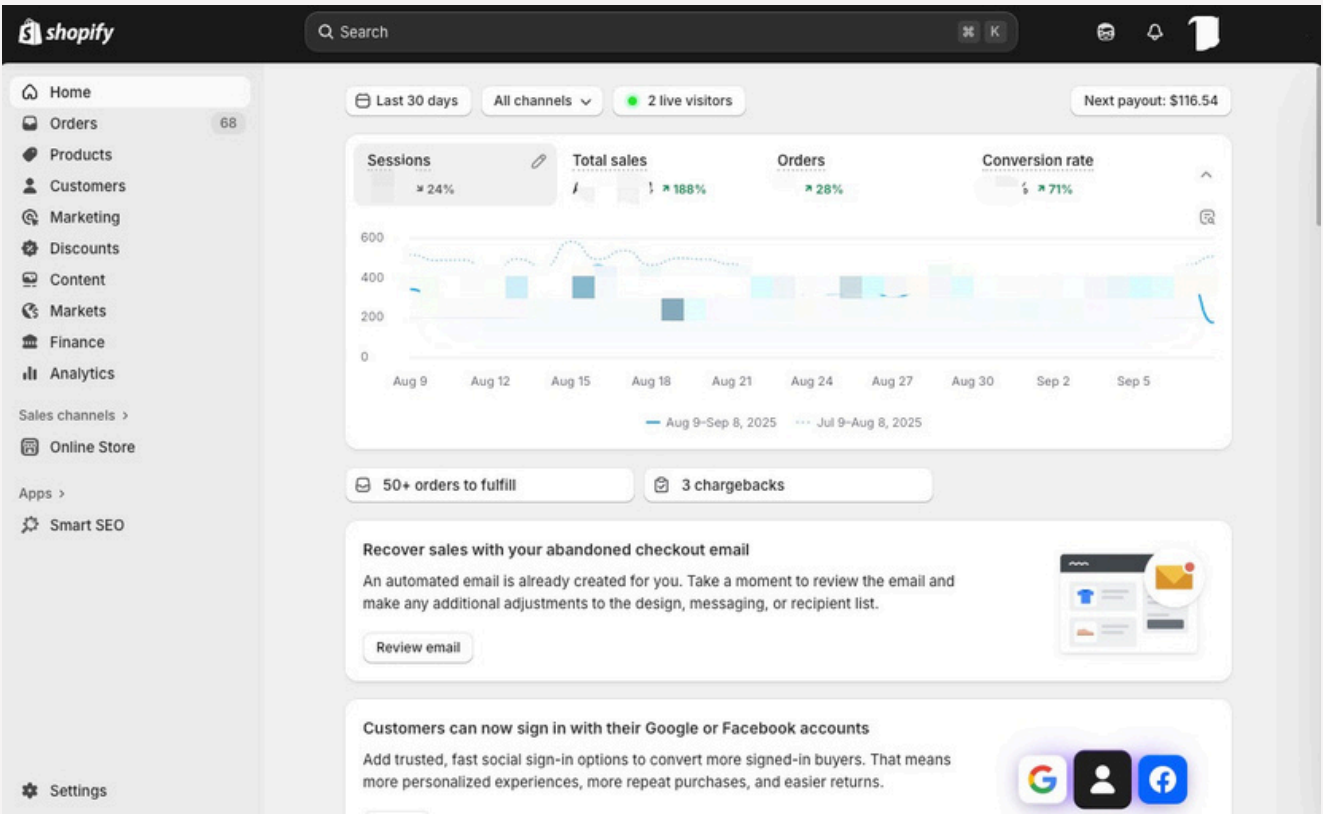 shopify
Search
⌘ K
Home
Orders 68
Products
Customers
Marketing
Discounts
Content
Markets
Finance
Analytics
Sales channels >
Online Store
Apps >
Smart SEO
Settings
Last 30 days All channels 2 live visitors Next payout: $116.54
Sessions Total sales Orders Conversion rate
24% 188% 28% 71%
600
400
200
0
Aug 9 Aug 12 Aug 15 Aug 18 Aug 21 Aug 24 Aug 27 Aug 30 Sep 2 Sep 5
Aug 9–Sep 8, 2025 Jul 9–Aug 8, 2025
50+ orders to fulfill 3 chargebacks
Recover sales with your abandoned checkout email
An automated email is already created for you. Take a moment to review the email and
make any additional adjustments to the design, messaging, or recipient list.
Review email
Customers can now sign in with their Google or Facebook accounts
Add trusted, fast social sign-in options to convert more signed-in buyers. That means
more personalized experiences, more repeat purchases, and easier returns.